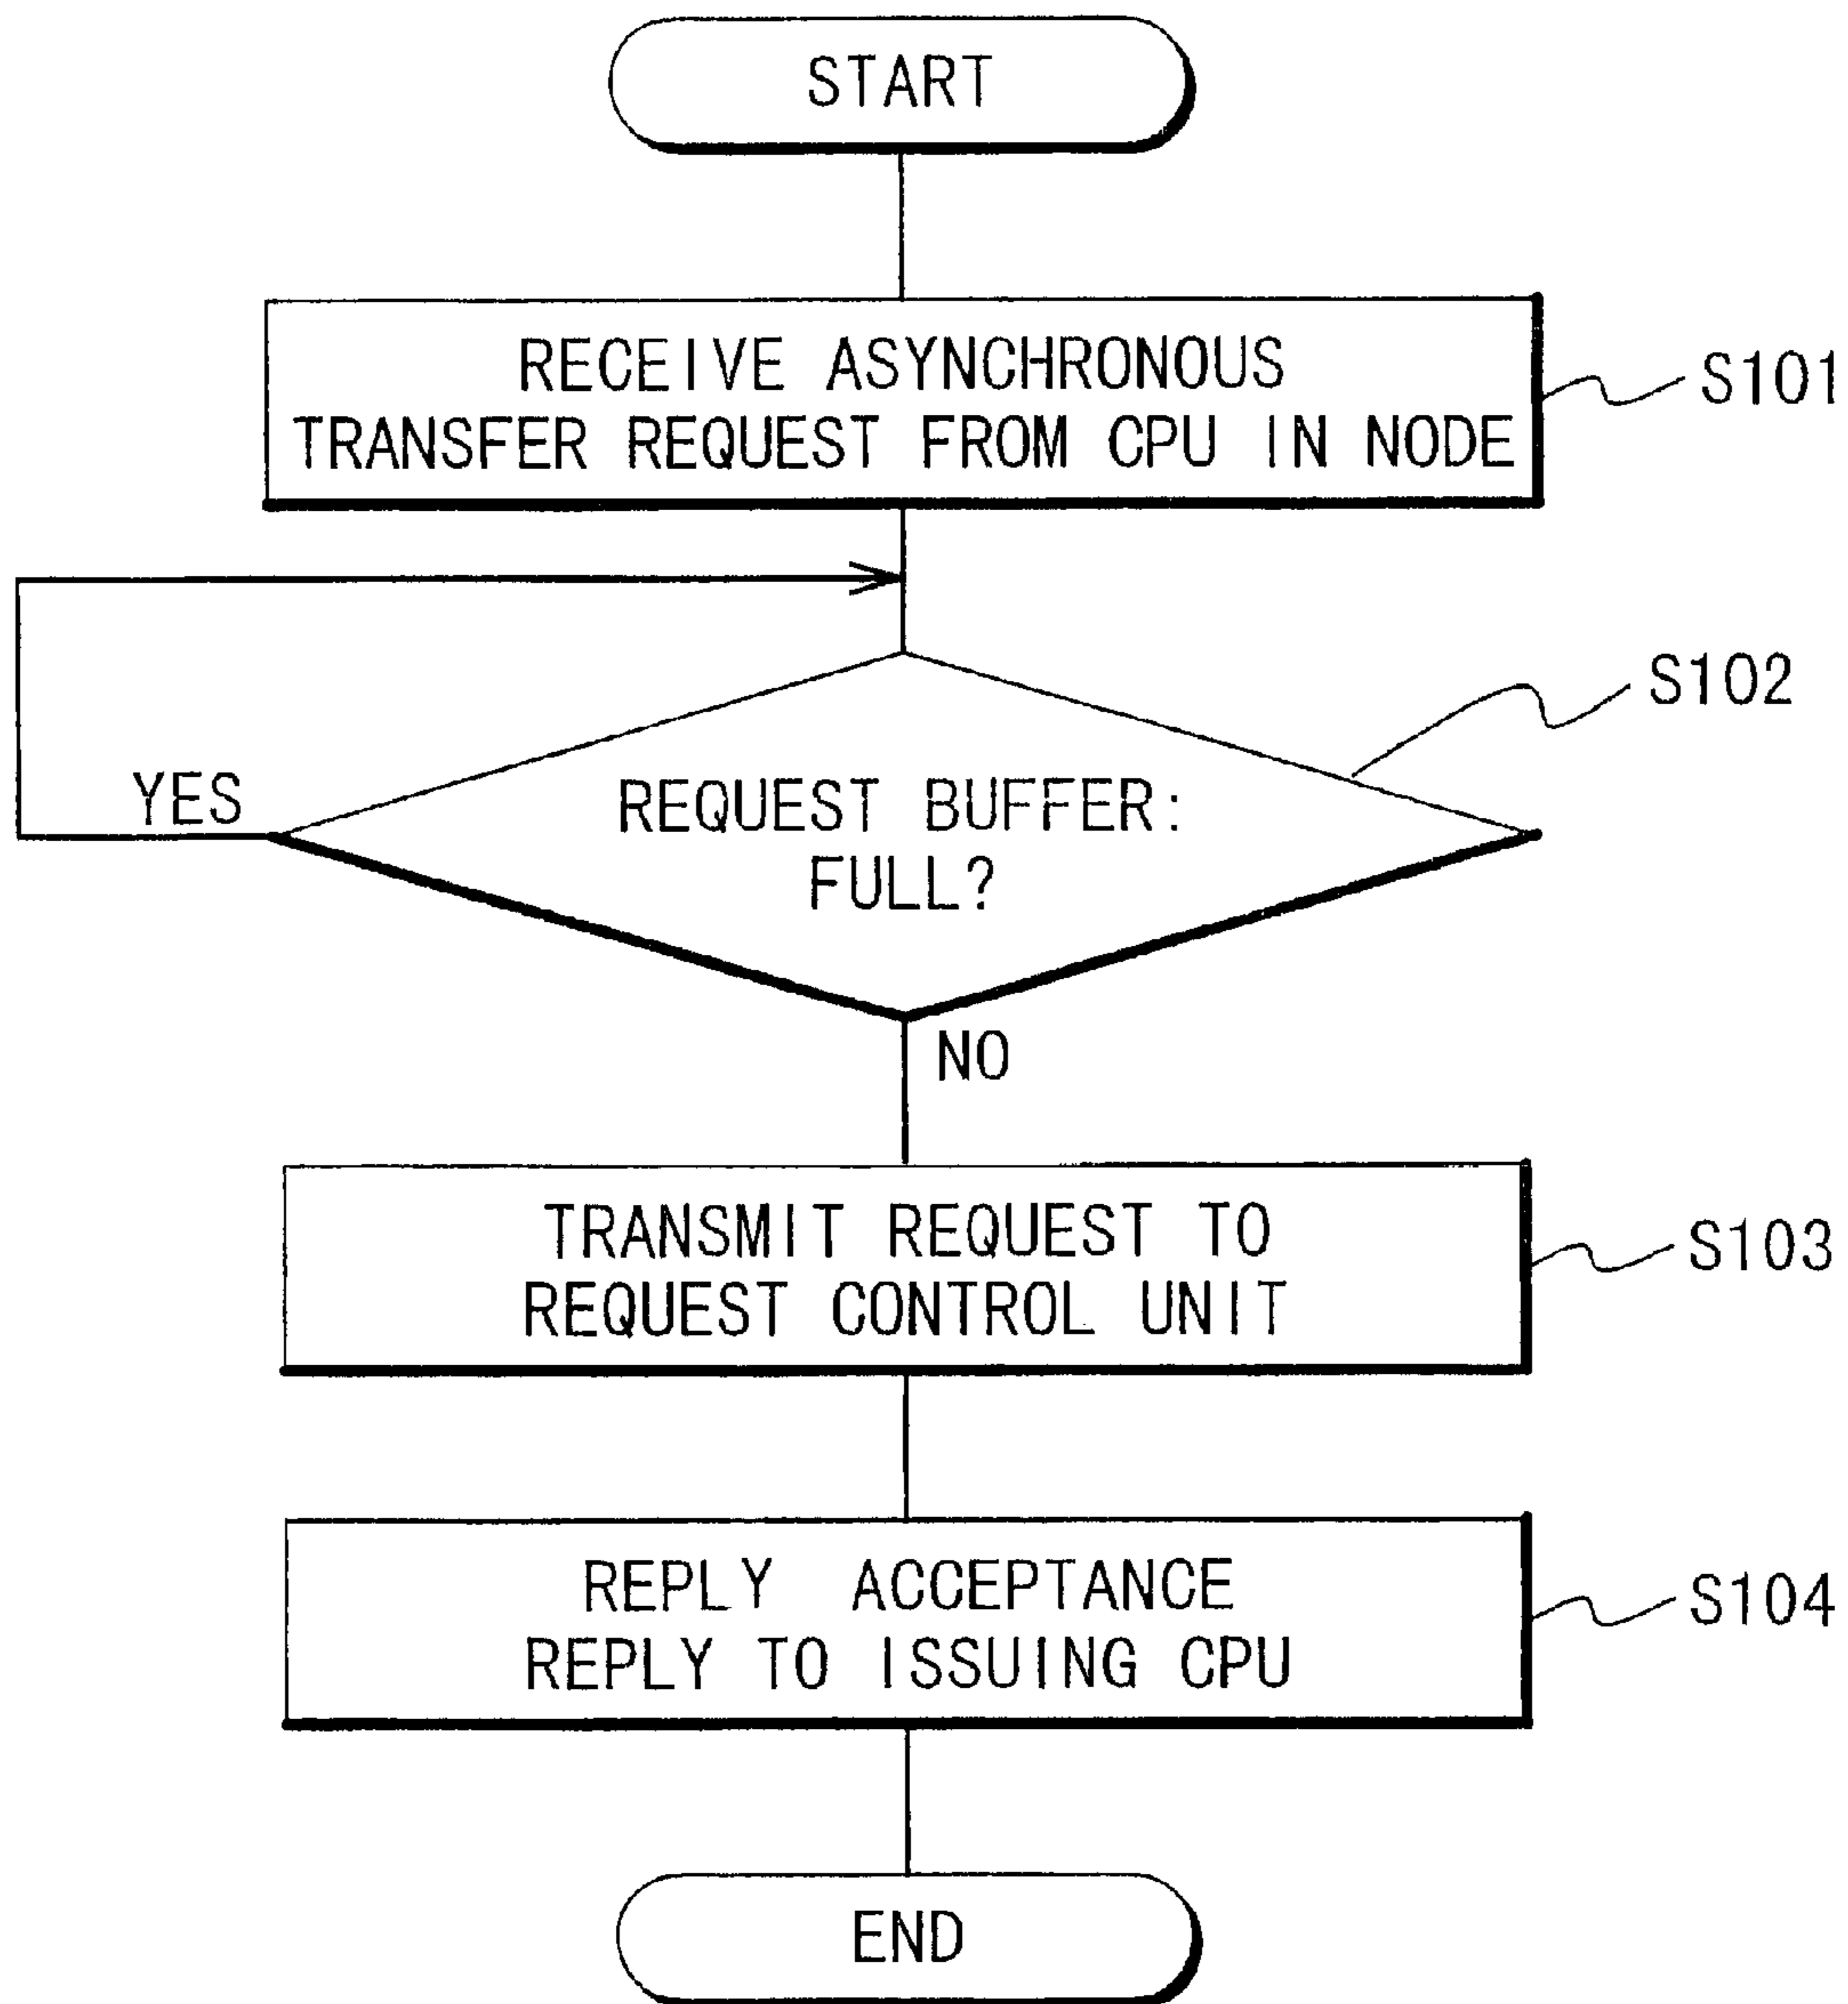 START
RECEIVE ASYNCHRONOUS
TRANSFER REQUEST FROM CPU IN NODE
S101
S102
YES
REQUEST BUFFER:
FULL?
NO
TRANSMIT REQUEST TO
REQUEST CONTROL UNIT
S103
REPLY ACCEPTANCE
REPLY TO ISSUING CPU
S104
END